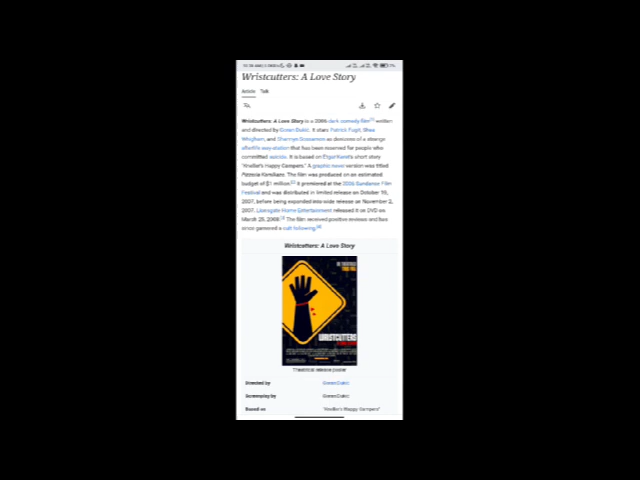 Wristcutters: A Love Story
Article Talk
Wristcutters: A Love Story is a 2006 dark comedy film[1] written
and directed by Goran Dukić. It stars Patrick Fugit, Shea
Whigham, and Shannyn Sossamon as denizens of a strange
afterlife way station that has been reserved for people who
committed suicide. It is based on Etgar Keret's short story
"Kneller's Happy Campers". A graphic novel version was titled
Pizzeria Kamikaze. The film was produced on an estimated
budget of $1 million.[2] It premiered at the 2006 Sundance Film
Festival and was distributed in limited release on October 19,
2007, before being expanded into wide release on November 2,
2007. Lionsgate Home Entertainment released it on DVD on
March 25, 2008.[3] The film received positive reviews and has
since garnered a cult following.[4]
Wristcutters: A Love Story
WRISTCUTTERS
Theatrical release poster
Directed by Goran Dukić
Screenplay by Goran Dukić
Based on "Kneller's Happy Campers"